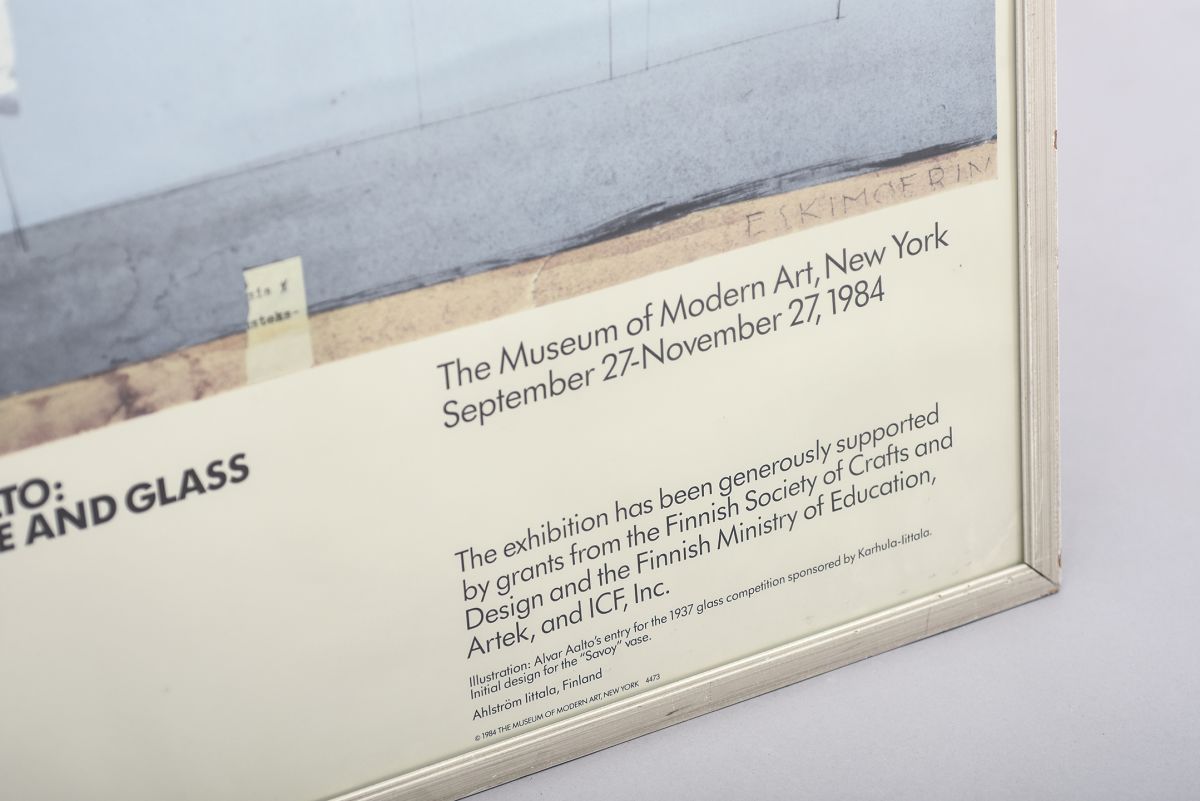 ESKIMOERIN
nis X
steks-
The Museum of Modern Art, New York
September 27-November 27, 1984
LTO:
E AND GLASS
The exhibition has been generously supported
by grants from the Finnish Society of Crafts and
Design and the Finnish Ministry of Education,
Artek, and ICF, Inc.
Illustration: Alvar Aalto's entry for the 1937 glass competition sponsored by Karhula-Iittala.
Initial design for the "Savoy" vase.
Ahlström Iittala, Finland
© 1984 THE MUSEUM OF MODERN ART, NEW YORK 4473